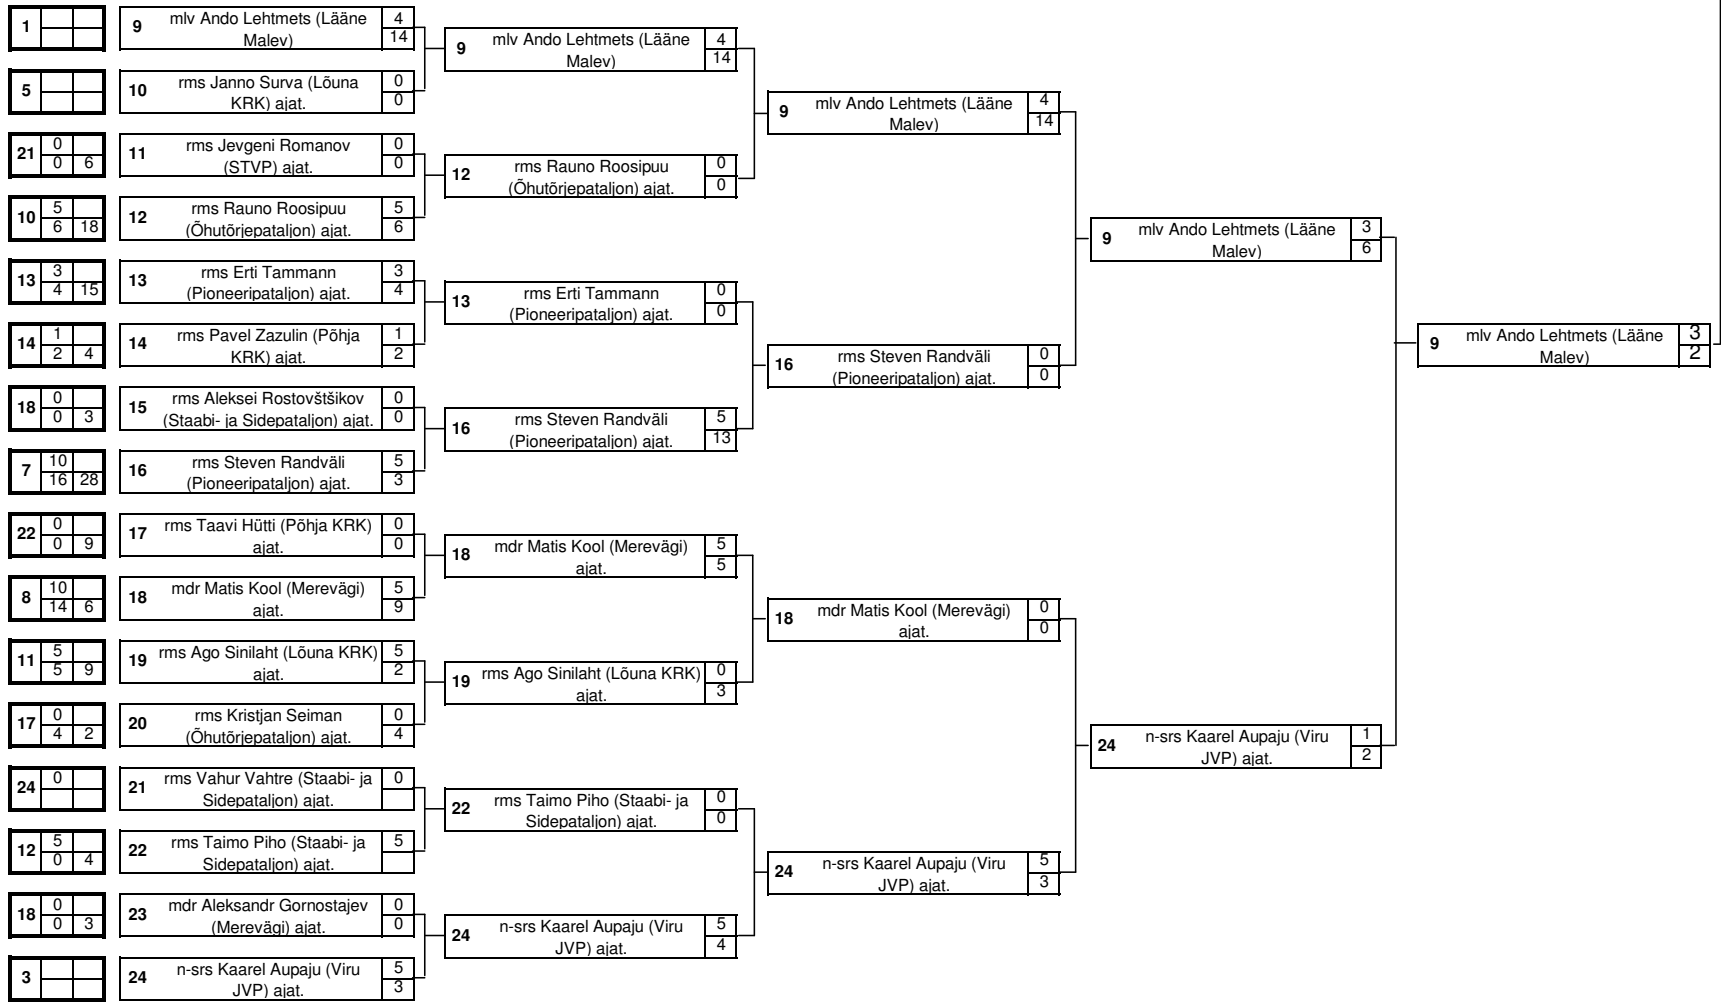 1
9
mlv Ando Lehtmets (Lääne
Malev)
4
14
5
10
rms Janno Surva (Lõuna
KRK) ajat.
0
0
21
0
0 6
11
rms Jevgeni Romanov
(STVP) ajat.
0
0
10
5
6 18
12
rms Rauno Roosipuu
(Õhutõrjepataljon) ajat.
5
6
13
3
4 15
13
rms Erti Tammann
(Pioneeripataljon) ajat.
3
4
14
1
2 4
14
rms Pavel Zazulin (Põhja
KRK) ajat.
1
2
18
0
0 3
15
rms Aleksei Rostovštšikov
(Staabi- ja Sidepataljon) ajat.
0
0
7
10
16 28
16
rms Steven Randväli
(Pioneeripataljon) ajat.
5
3
22
0
0 9
17
rms Taavi Hütti (Põhja KRK)
ajat.
0
0
8
10
14 6
18
mdr Matis Kool (Merevägi)
ajat.
5
9
11
5
5 9
19
rms Ago Sinilaht (Lõuna KRK)
ajat.
5
2
17
0
4 2
20
rms Kristjan Seiman
(Õhutõrjepataljon) ajat.
0
4
24
0
21
rms Vahur Vahtre (Staabi- ja
Sidepataljon) ajat.
0
12
5
0 4
22
rms Taimo Piho (Staabi- ja
Sidepataljon) ajat.
5
18
0
0 3
23
mdr Aleksandr Gornostajev
(Merevägi) ajat.
0
0
3
24
n-srs Kaarel Aupaju (Viru
JVP) ajat.
5
3
9
mlv Ando Lehtmets (Lääne
Malev)
4
14
12
rms Rauno Roosipuu
(Õhutõrjepataljon) ajat.
0
0
13
rms Erti Tammann
(Pioneeripataljon) ajat.
0
0
16
rms Steven Randväli
(Pioneeripataljon) ajat.
5
13
18
mdr Matis Kool (Merevägi)
ajat.
5
5
19
rms Ago Sinilaht (Lõuna KRK)
ajat.
0
3
22
rms Taimo Piho (Staabi- ja
Sidepataljon) ajat.
0
0
24
n-srs Kaarel Aupaju (Viru
JVP) ajat.
5
4
9
mlv Ando Lehtmets (Lääne
Malev)
4
14
16
rms Steven Randväli
(Pioneeripataljon) ajat.
0
0
18
mdr Matis Kool (Merevägi)
ajat.
0
0
24
n-srs Kaarel Aupaju (Viru
JVP) ajat.
5
3
9
mlv Ando Lehtmets (Lääne
Malev)
3
6
24
n-srs Kaarel Aupaju (Viru
JVP) ajat.
1
2
9
mlv Ando Lehtmets (Lääne
Malev)
3
2